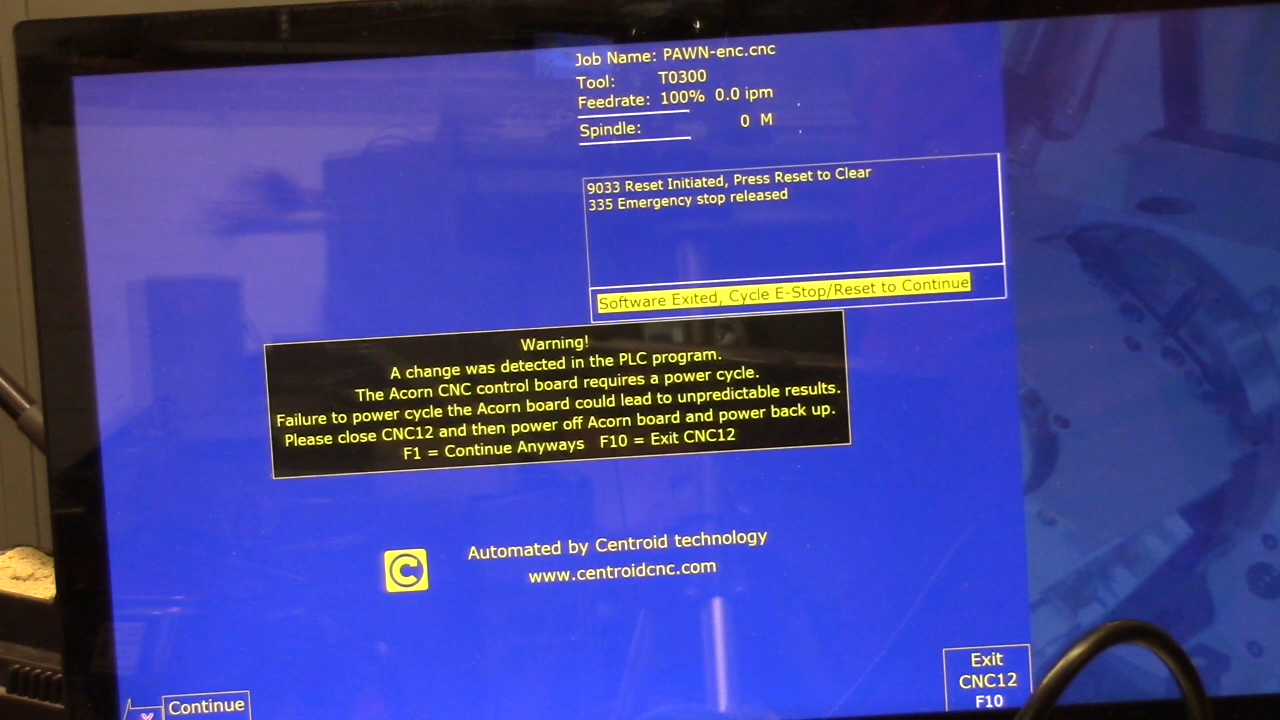 Job Name: PAWN-enc.cnc
Tool: T0300
Feedrate: 100% 0.0 ipm
Spindle: 0 M
9033 Reset Initiated, Press Reset to Clear
335 Emergency stop released
Software Exited, Cycle E-Stop/Reset to Continue
Warning!
A change was detected in the PLC program.
The Acorn CNC control board requires a power cycle.
Failure to power cycle the Acorn board could lead to unpredictable results.
Please close CNC12 and then power off Acorn board and power back up.
F1 = Continue Anyways F10 = Exit CNC12
C
Automated by Centroid technology
www.centroidcnc.com
Continue
Exit
CNC12
F10